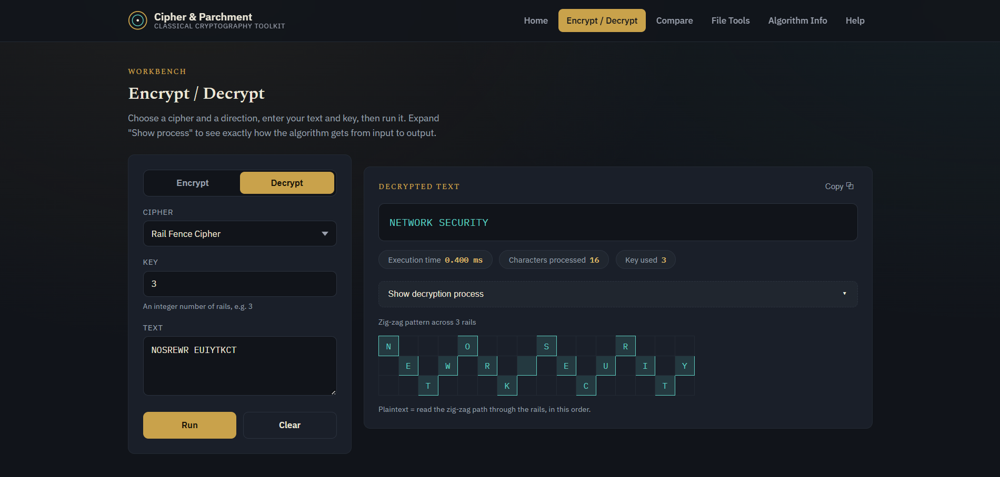 Cipher & Parchment
CLASSICAL CRYPTOGRAPHY TOOLKIT
Home
Encrypt / Decrypt
Compare
File Tools
Algorithm Info
Help
WORKBENCH
Encrypt / Decrypt
Choose a cipher and a direction, enter your text and key, then run it. Expand
"Show process" to see exactly how the algorithm gets from input to output.
Encrypt
Decrypt
CIPHER
Rail Fence Cipher
KEY
3
An integer number of rails, e.g. 3
TEXT
NOSREWR EUIYTKCT
Run
Clear
DECRYPTED TEXT
Copy
NETWORK SECURITY
Execution time 0.400 ms
Characters processed 16
Key used 3
Show decryption process
Zig-zag pattern across 3 rails
N O S R
E W R E U I Y
T K C T
Plaintext = read the zig-zag path through the rails, in this order.